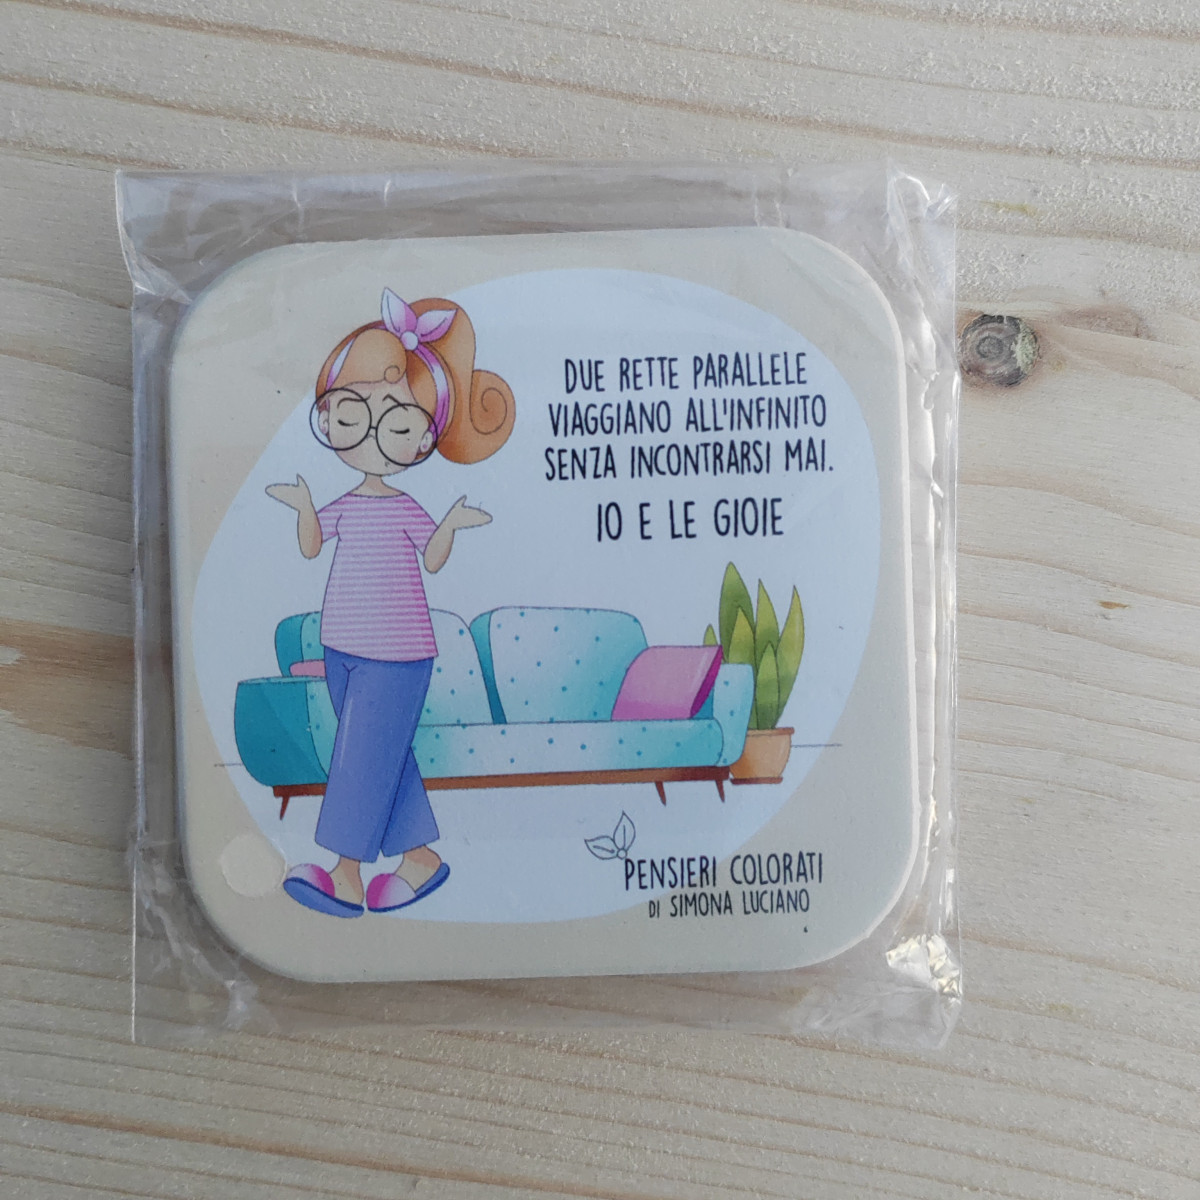 DUE RETTE PARALLELE
VIAGGIANO ALL'INFINITO
SENZA INCONTRARSI MAI.
IO E LE GIOIE
PENSIERI COLORATI
DI SIMONA LUCIANO